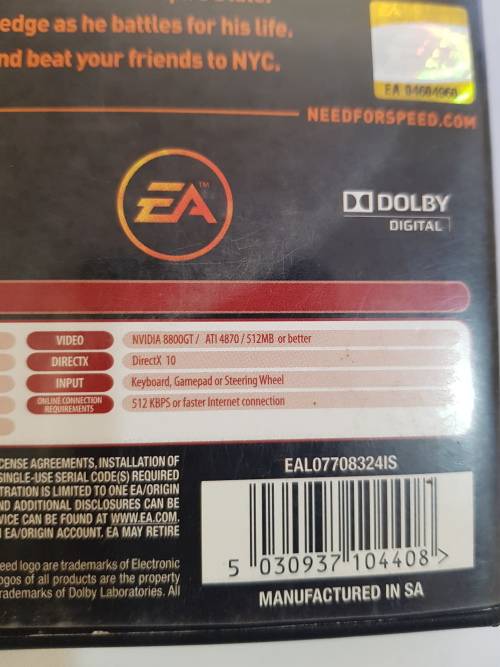 edge as he battles for his life,
nd beat your friends to NYC.
EA 04604960
NEEDFORSPEED.COM
EA™
DOLBY
DIGITAL
VIDEO NVIDIA 8800GT / ATI 4870 / 512MB or better
DIRECTX DirectX 10
INPUT Keyboard, Gamepad or Steering Wheel
ONLINE CONNECTION REQUIREMENTS 512 KBPS or faster Internet connection
CENSE AGREEMENTS, INSTALLATION OF
SINGLE-USE SERIAL CODE(S) REQUIRED
TRATION IS LIMITED TO ONE EA/ORIGIN
ND ADDITIONAL DISCLOSURES CAN BE
VICE CAN BE FOUND AT WWW.EA.COM.
EA/ORIGIN ACCOUNT. EA MAY RETIRE
eed logo are trademarks of Electronic
ogos of all products are the property
rademarks of Dolby Laboratories. All
EAL07708324IS
5 030937 104408 >
MANUFACTURED IN SA